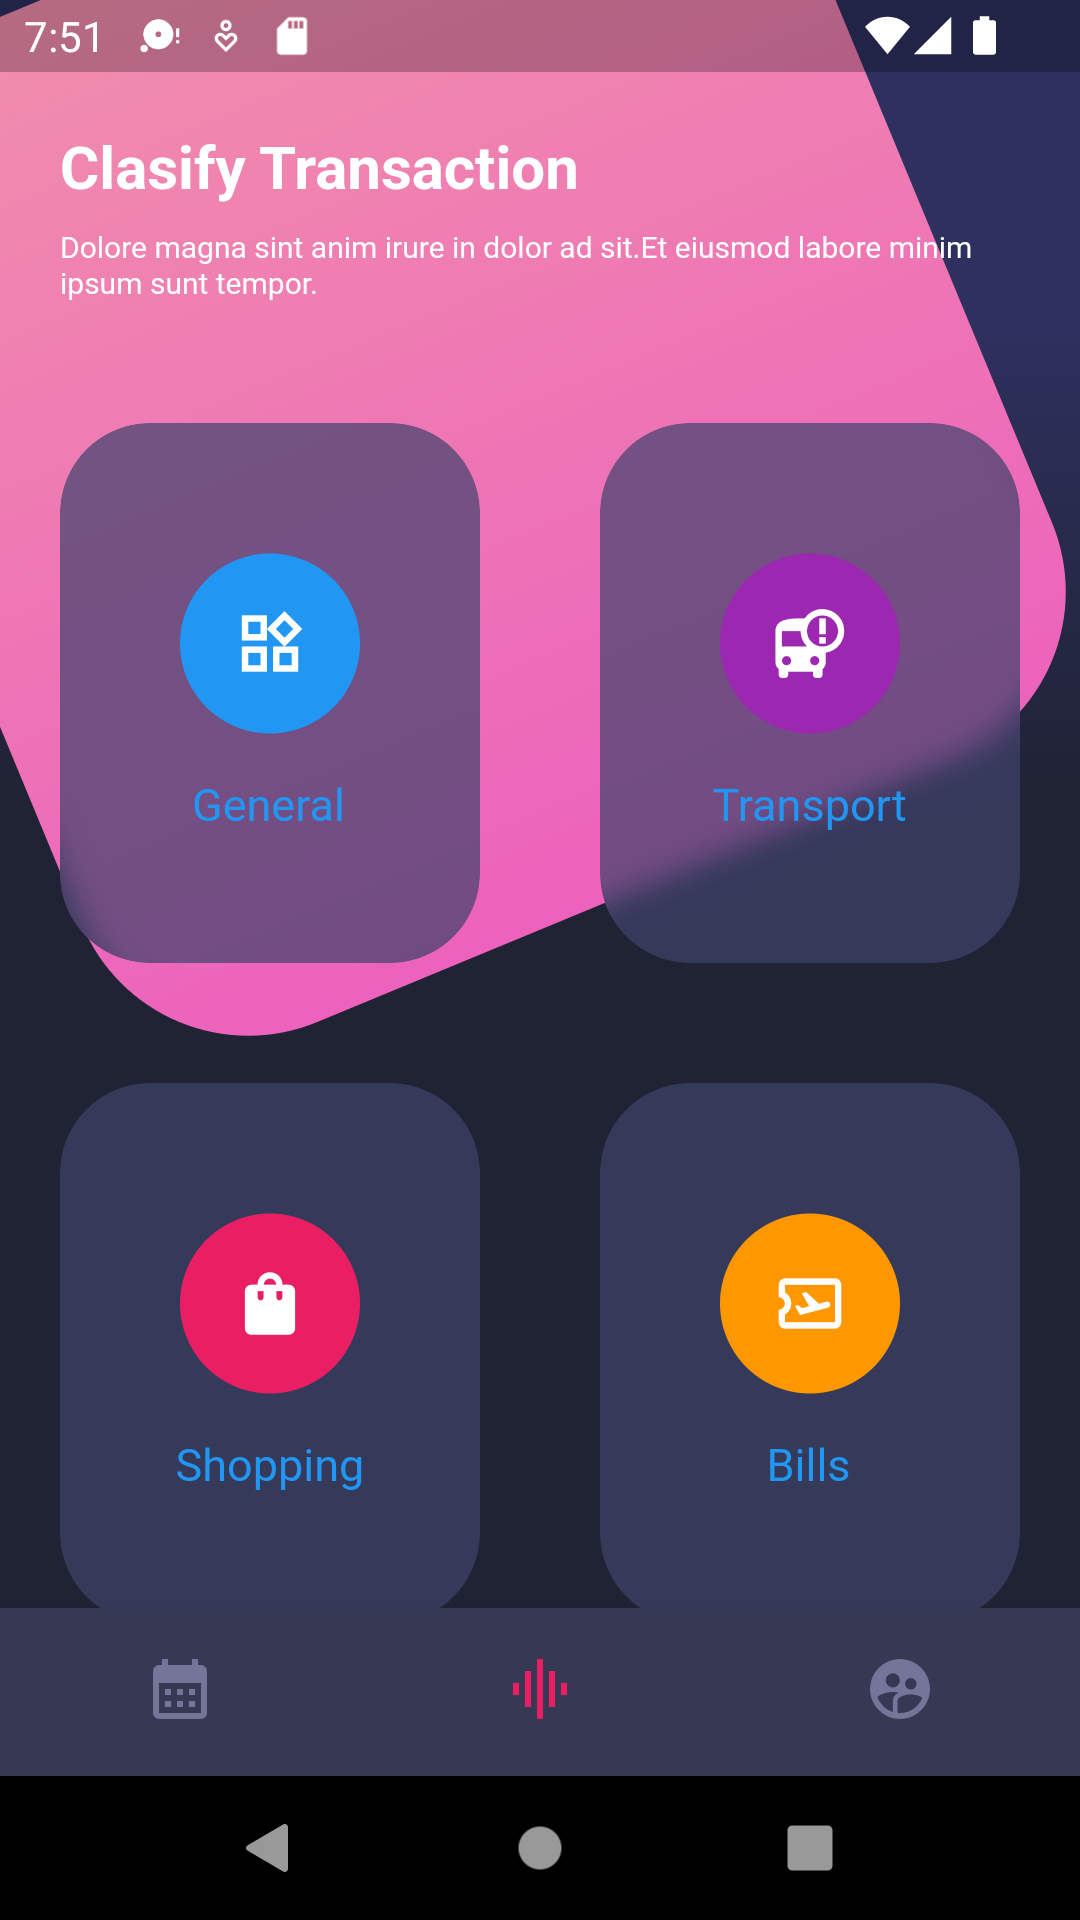 7:51
Clasify Transaction
Dolore magna sint anim irure in dolor ad sit.Et eiusmod labore minim
ipsum sunt tempor.
General
Transport
Shopping
Bills